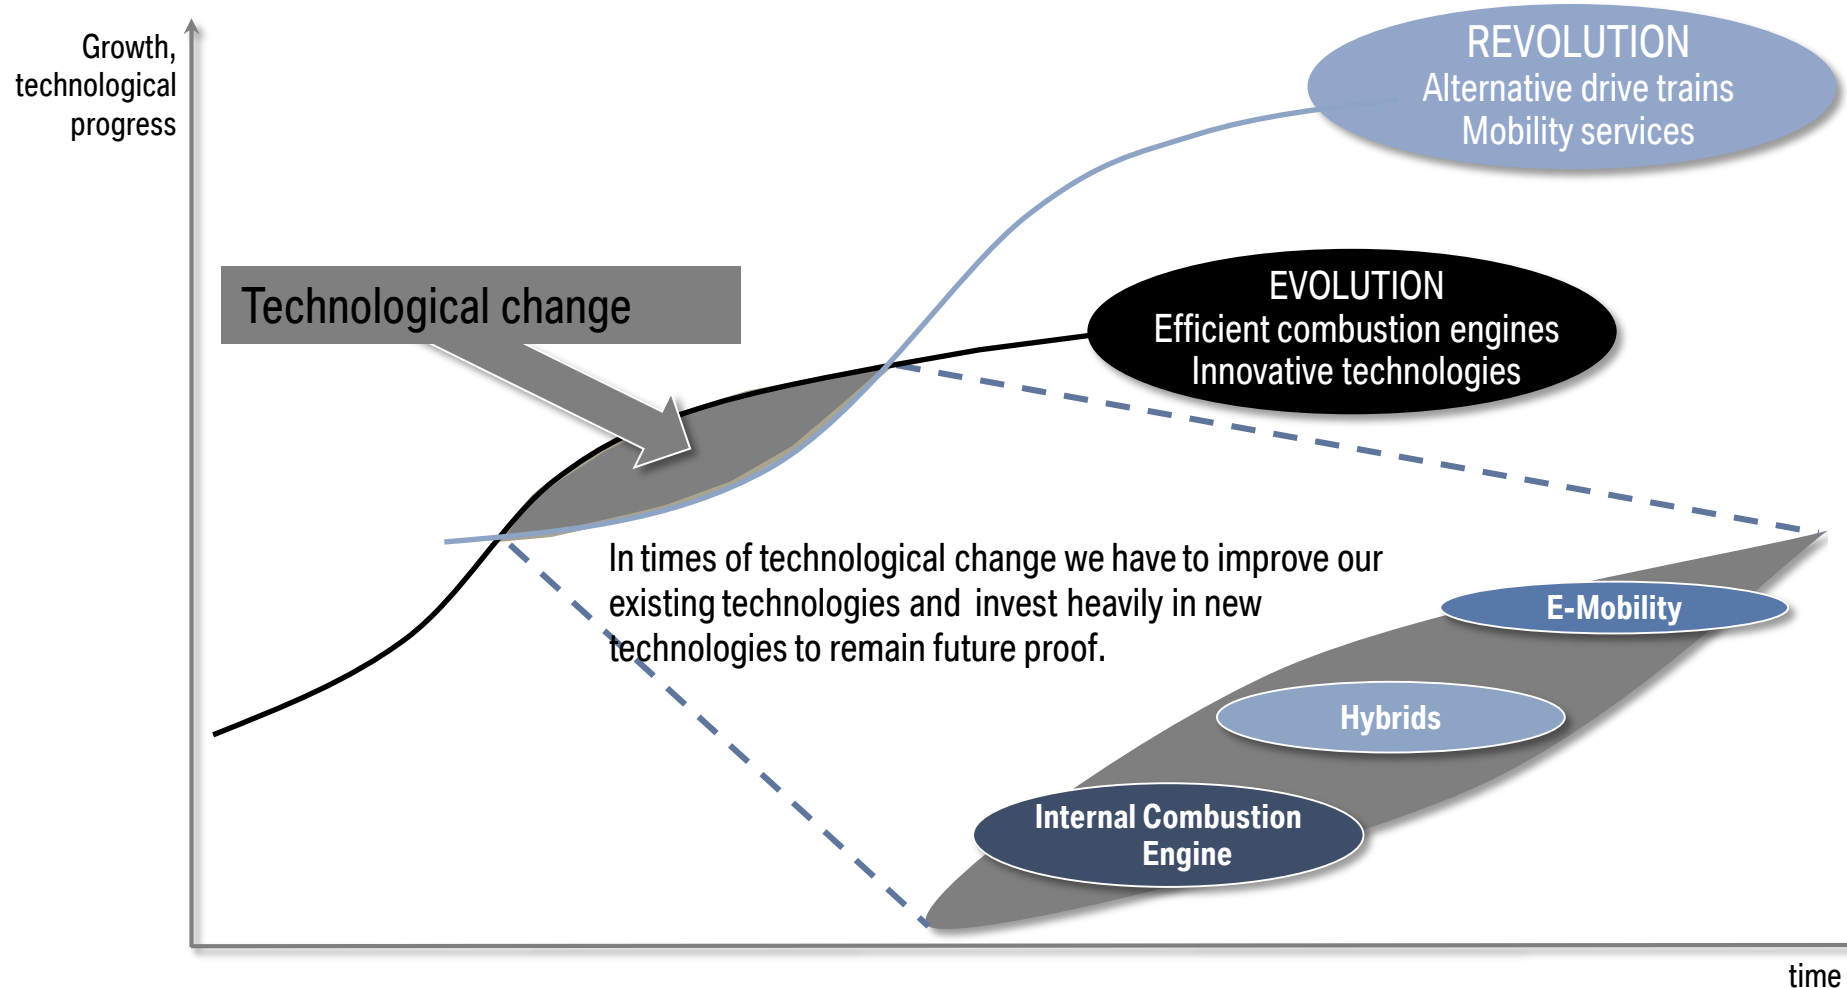 Growth,
technological
progress
REVOLUTION
Alternative drive trains
Mobility services
Technological change
EVOLUTION
Efficient combustion engines
Innovative technologies
In times of technological change we have to improve our
existing technologies and invest heavily in new
technologies to remain future proof.
E-Mobility
Hybrids
Internal Combustion
Engine
time